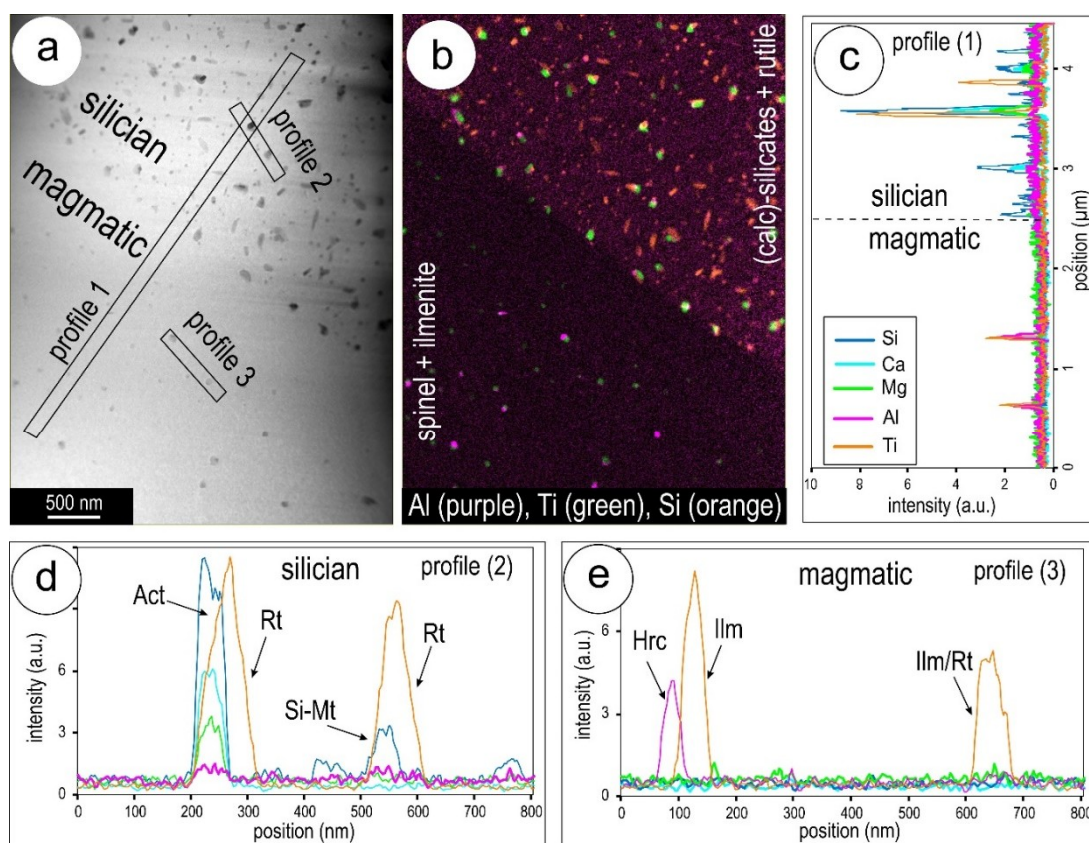 a
silician
magmatic
profile 1
profile 2
profile 3
500 nm
b
spinel + ilmenite
(calc)-silicates + rutile
Al (purple), Ti (green), Si (orange)
c
profile (1)
silician
magmatic
Si
Ca
Mg
Al
Ti
4
3
2
1
0
position (µm)
10 8 6 4 2 0
intensity (a.u.)
d
silician
profile (2)
Act
Rt
Rt
Si-Mt
6
3
0
intensity (a.u.)
0 100 200 300 400 500 600 700 800
position (nm)
e
magmatic
profile (3)
Hrc
Ilm
Ilm/Rt
6
3
0
intensity (a.u.)
0 100 200 300 400 500 600 700 800
position (nm)